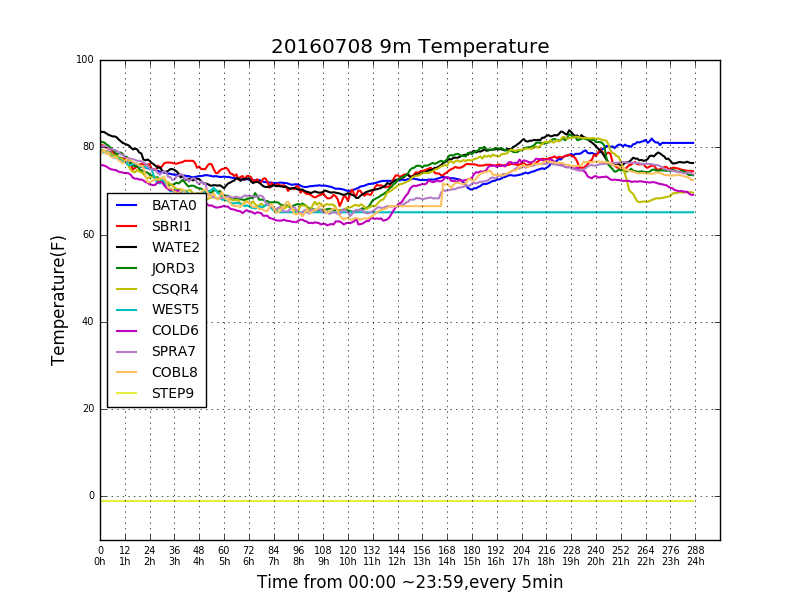 20160708 9m Temperature
Temperature(F)
100
80
60
40
20
0
BATA0
SBRI1
WATE2
JORD3
CSQR4
WEST5
COLD6
SPRA7
COBL8
STEP9
0 12 24 36 48 60 72 84 96 108 120 132 144 156 168 180 192 204 216 228 240 252 264 276 288
0h 1h 2h 3h 4h 5h 6h 7h 8h 9h 10h 11h 12h 13h 14h 15h 16h 17h 18h 19h 20h 21h 22h 23h 24h
Time from 00:00 ~23:59,every 5min